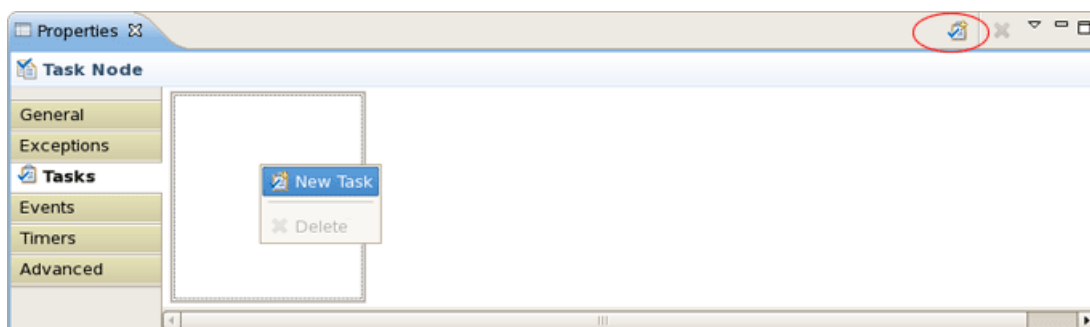 Properties
Task Node
General
Exceptions
Tasks
Events
Timers
Advanced
New Task
Delete